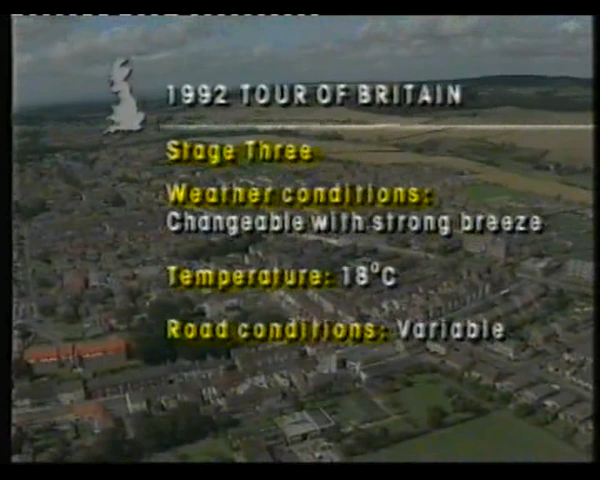 1992 TOUR OF BRITAIN
Stage Three
Weather conditions:
Changeable with strong breeze
Temperature: 18°C
Road conditions: Variable